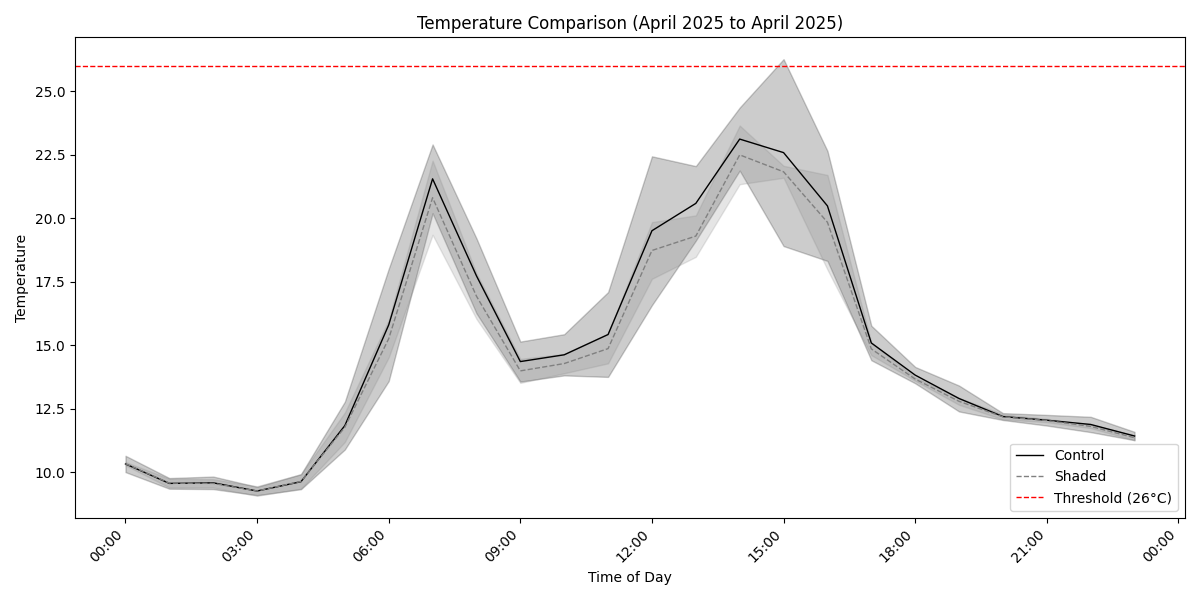 Temperature Comparison (April 2025 to April 2025)
Temperature
25.0
22.5
20.0
17.5
15.0
12.5
10.0
Control
Shaded
Threshold (26°C)
00:00
03:00
06:00
09:00
12:00
15:00
18:00
21:00
00:00
Time of Day